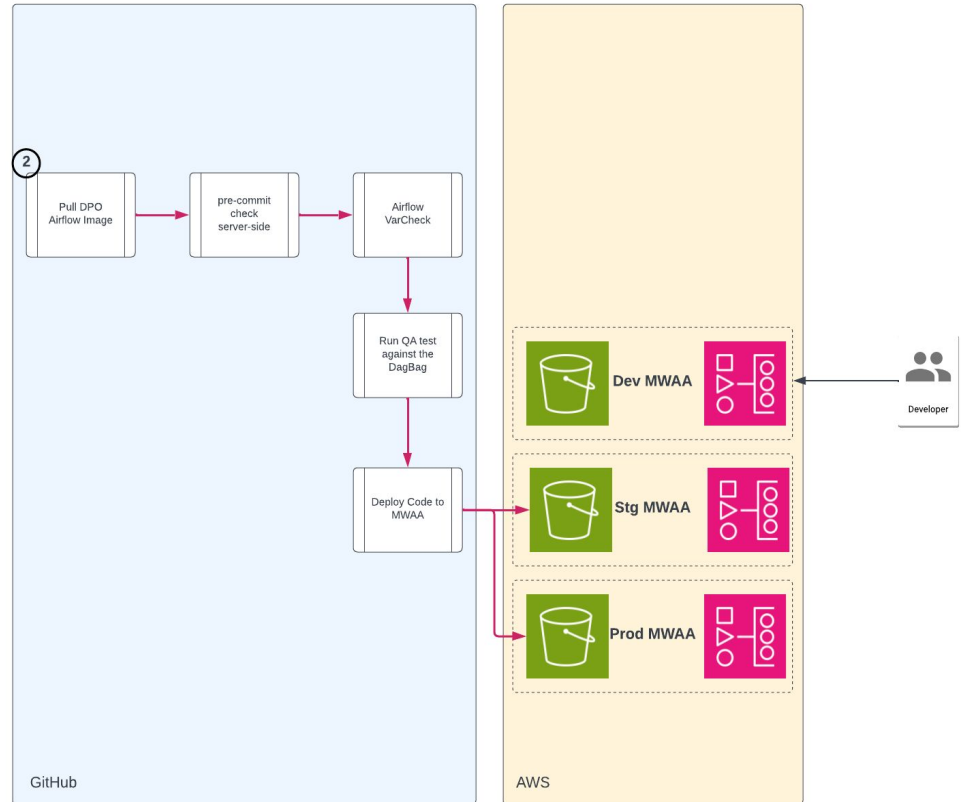 2
Pull DPO
Airflow Image
pre-commit
check
server-side
Airflow
VarCheck
Run QA test
against the
DagBag
Deploy Code to
MWAA
Dev MWAA
Stg MWAA
Prod MWAA
Developer
GitHub
AWS